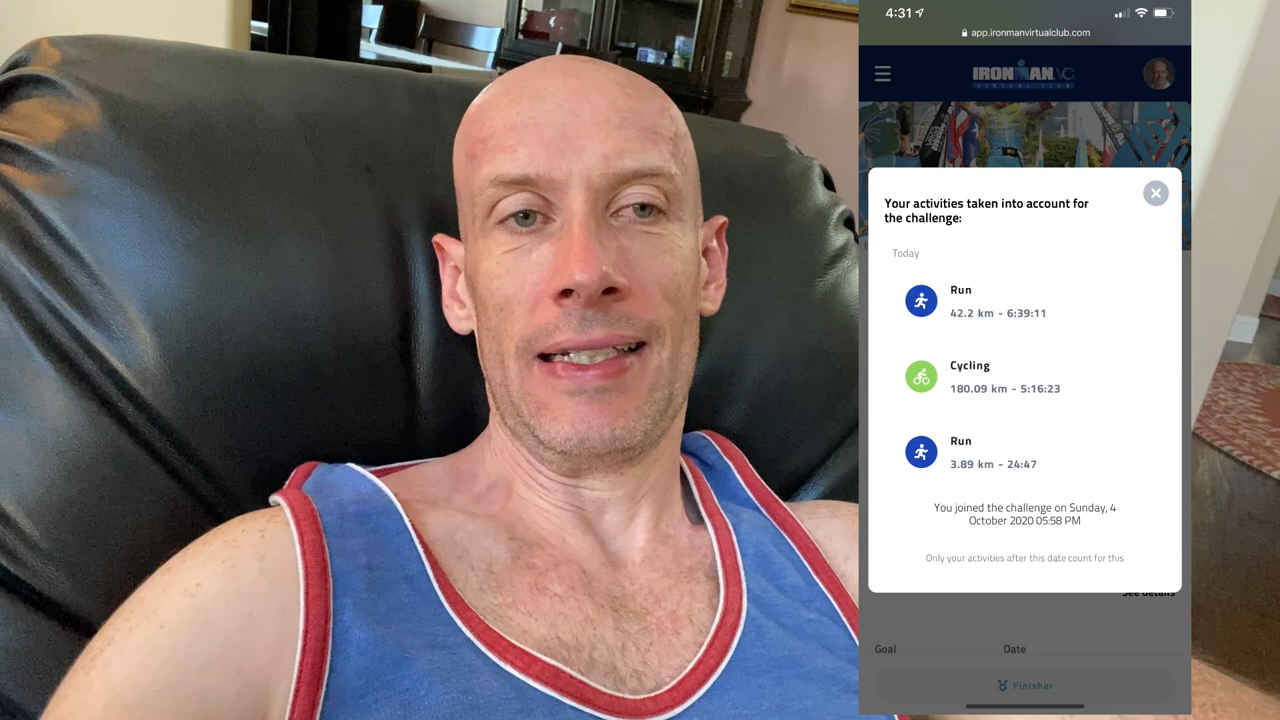 4:31
app.ironmanvirtualclub.com
IRONMAN VC
VIRTUAL CLUB
Your activities taken into account for
the challenge:
Today
Run
42.2 km - 6:39:11
Cycling
180.09 km - 5:16:23
Run
3.89 km - 24:47
You joined the challenge on Sunday, 4
October 2020 05:58 PM
Only your activities after this date count for this
See details
Goal Date
Finisher